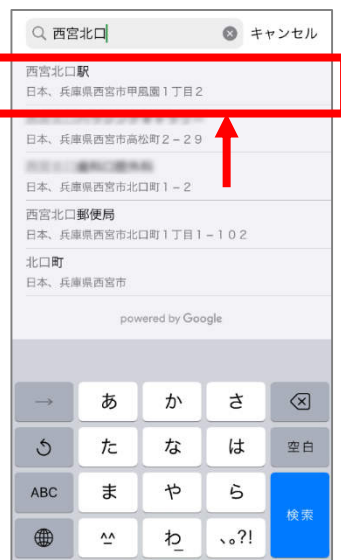 西宮北口
キャンセル
西宮北口駅
日本、兵庫県西宮市甲風園1丁目2
日本、兵庫県西宮市高松町2-29
日本、兵庫県西宮市北口町1-2
西宮北口郵便局
日本、兵庫県西宮市北口町1丁目1-102
北口町
日本、兵庫県西宮市
powered by Google
→ あ か さ
た な は 空白
ABC ま や ら 検索
^^ わ_ 、。?!